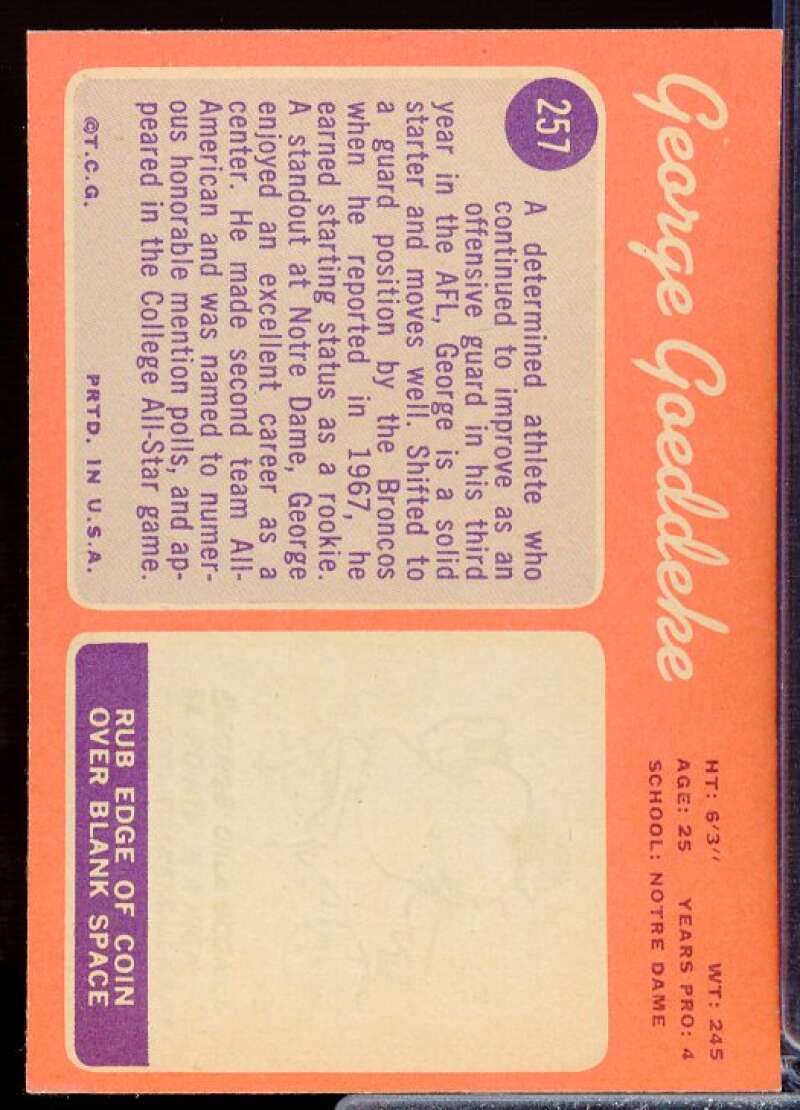 George Goeddeke
HT: 6'3" WT: 245
AGE: 25 YEARS PRO: 4
SCHOOL: NOTRE DAME
257
A determined athlete who
continued to improve as an
offensive guard in his third
year in the AFL, George is a solid
starter and moves well. Shifted to
a guard position by the Broncos
when he reported in 1967, he
earned starting status as a rookie.
A standout at Notre Dame, George
enjoyed an excellent career as a
center. He made second team All-
American and was named to numer-
ous honorable mention polls, and ap-
peared in the College All-Star game.
©T.C.G. PRTD. IN U.S.A.
RUB EDGE OF COIN
OVER BLANK SPACE